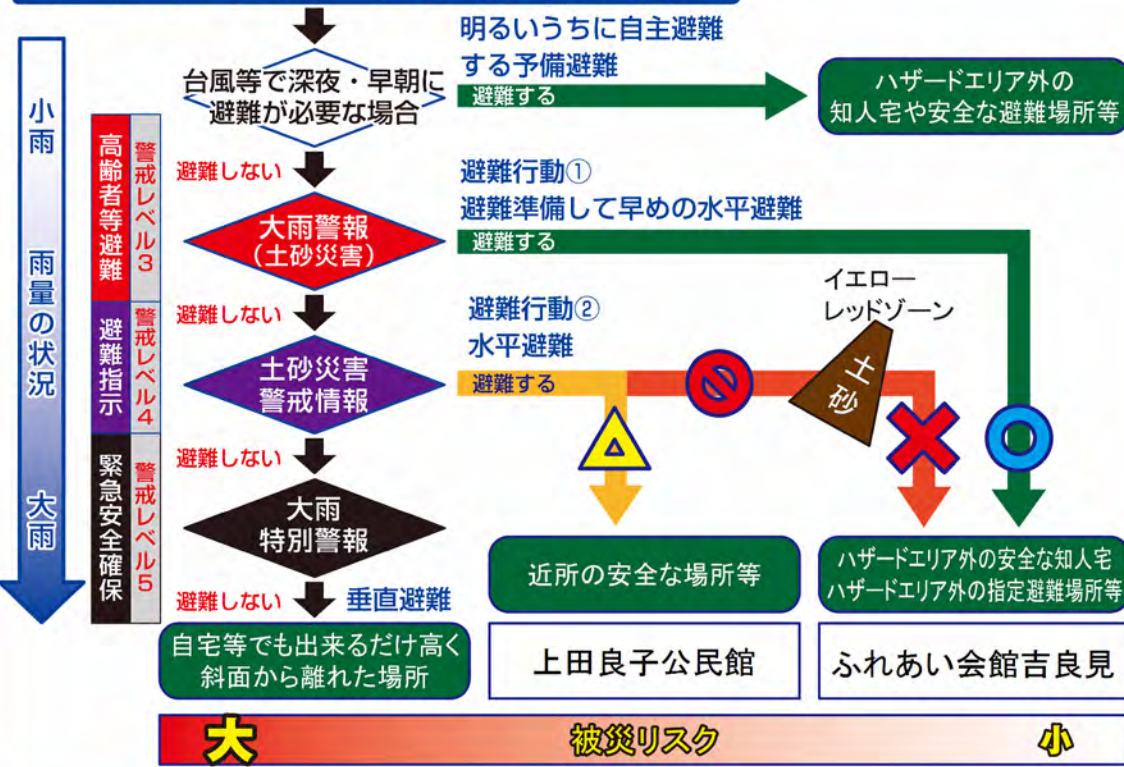 明るいうちに自主避難
する予備避難
台風等で深夜・早朝に
避難が必要な場合
避難する
ハザードエリア外の
知人宅や安全な避難場所等
小雨
雨量の状況
大雨
高齢者等避難
警戒レベル3
避難指示
警戒レベル4
緊急安全確保
警戒レベル5
避難しない
避難行動①
避難準備して早めの水平避難
大雨警報
(土砂災害)
避難する
イエロー
レッドゾーン
避難しない
避難行動②
水平避難
土砂災害
警戒情報
避難する
土砂
避難しない
大雨
特別警報
近所の安全な場所等
ハザードエリア外の安全な知人宅
ハザードエリア外の指定避難場所等
避難しない
垂直避難
自宅等でも出来るだけ高く
斜面から離れた場所
上田良子公民館
ふれあい会館吉良見
大
被災リスク
小